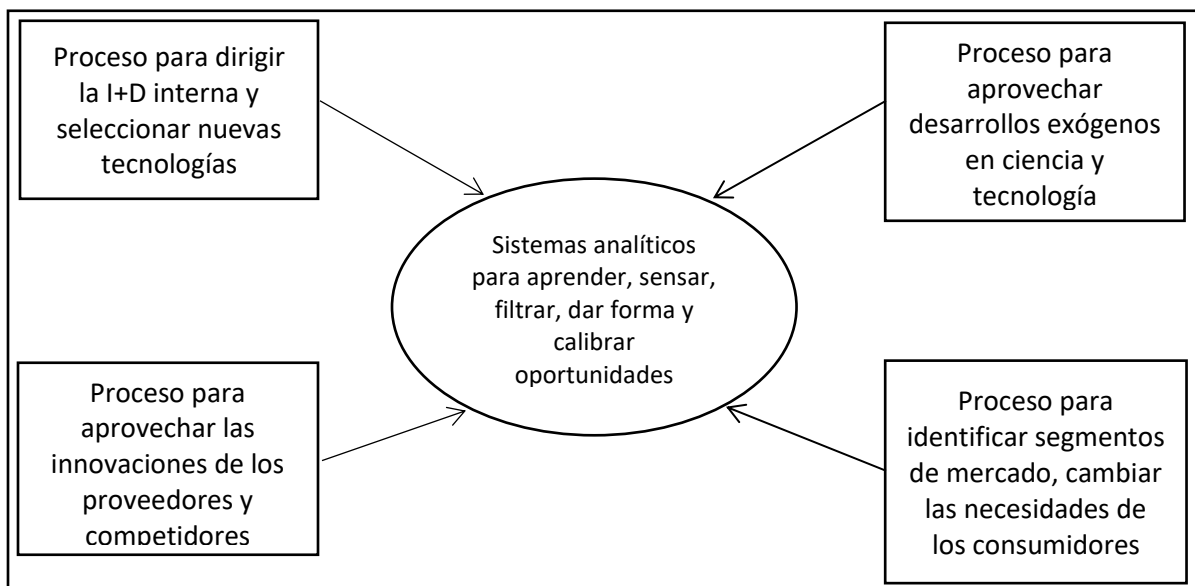 Proceso para dirigir
la I+D interna y
seleccionar nuevas
tecnologías
Proceso para
aprovechar
desarrollos exógenos
en ciencia y
tecnología
Sistemas analíticos
para aprender, sensar,
filtrar, dar forma y
calibrar
oportunidades
Proceso para
aprovechar las
innovaciones de los
proveedores y
competidores
Proceso para
identificar segmentos
de mercado, cambiar
las necesidades de
los consumidores